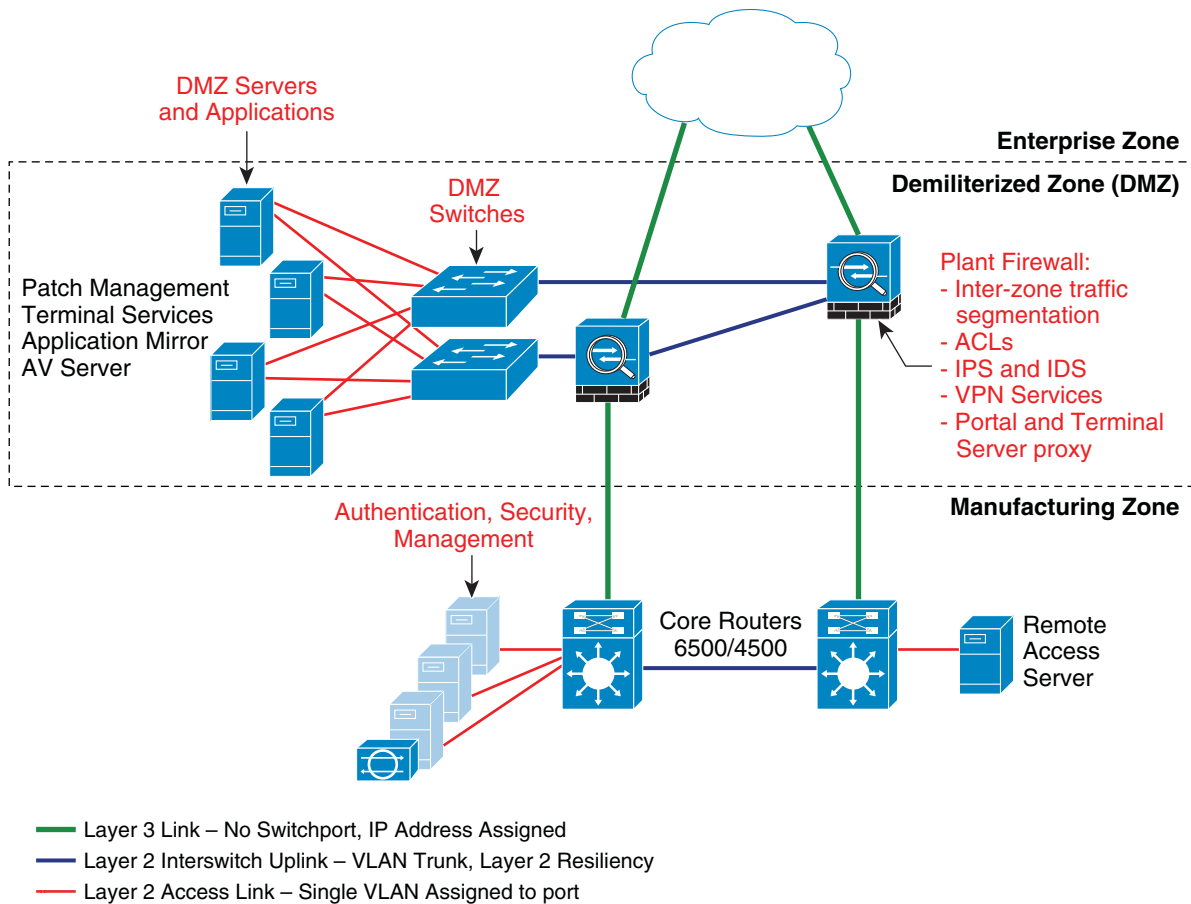 DMZ Servers
and Applications
Enterprise Zone
Demiliterized Zone (DMZ)
DMZ
Switches
Patch Management
Terminal Services
Application Mirror
AV Server
Plant Firewall:
- Inter-zone traffic
segmentation
- ACLs
- IPS and IDS
- VPN Services
- Portal and Terminal
Server proxy
Manufacturing Zone
Authentication, Security,
Management
Core Routers
6500/4500
Remote
Access
Server
Layer 3 Link – No Switchport, IP Address Assigned
Layer 2 Interswitch Uplink – VLAN Trunk, Layer 2 Resiliency
Layer 2 Access Link – Single VLAN Assigned to port